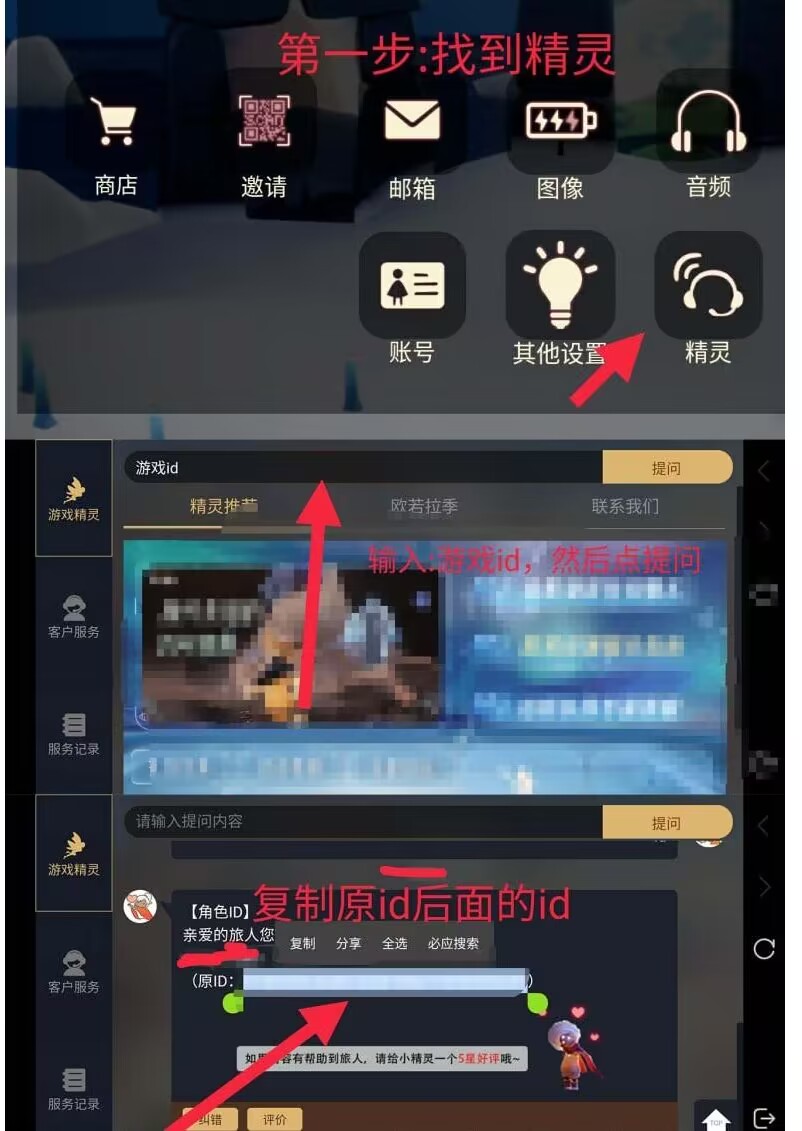 第一步:找到精灵
商店
邀请
邮箱
图像
音频
账号
其他设置
精灵
游戏id
提问
游戏精灵
精灵推荐
欧若拉季
联系我们
输入:游戏id，然后点提问
客户服务
服务记录
请输入提问内容
提问
游戏精灵
复制原id后面的id
【角色ID】
亲爱的旅人您
复制
分享
全选
必应搜索
客户服务
（原ID：
）
如果内容有帮助到旅人，请给小精灵一个5星好评哦~
服务记录
纠错
评价
TOP